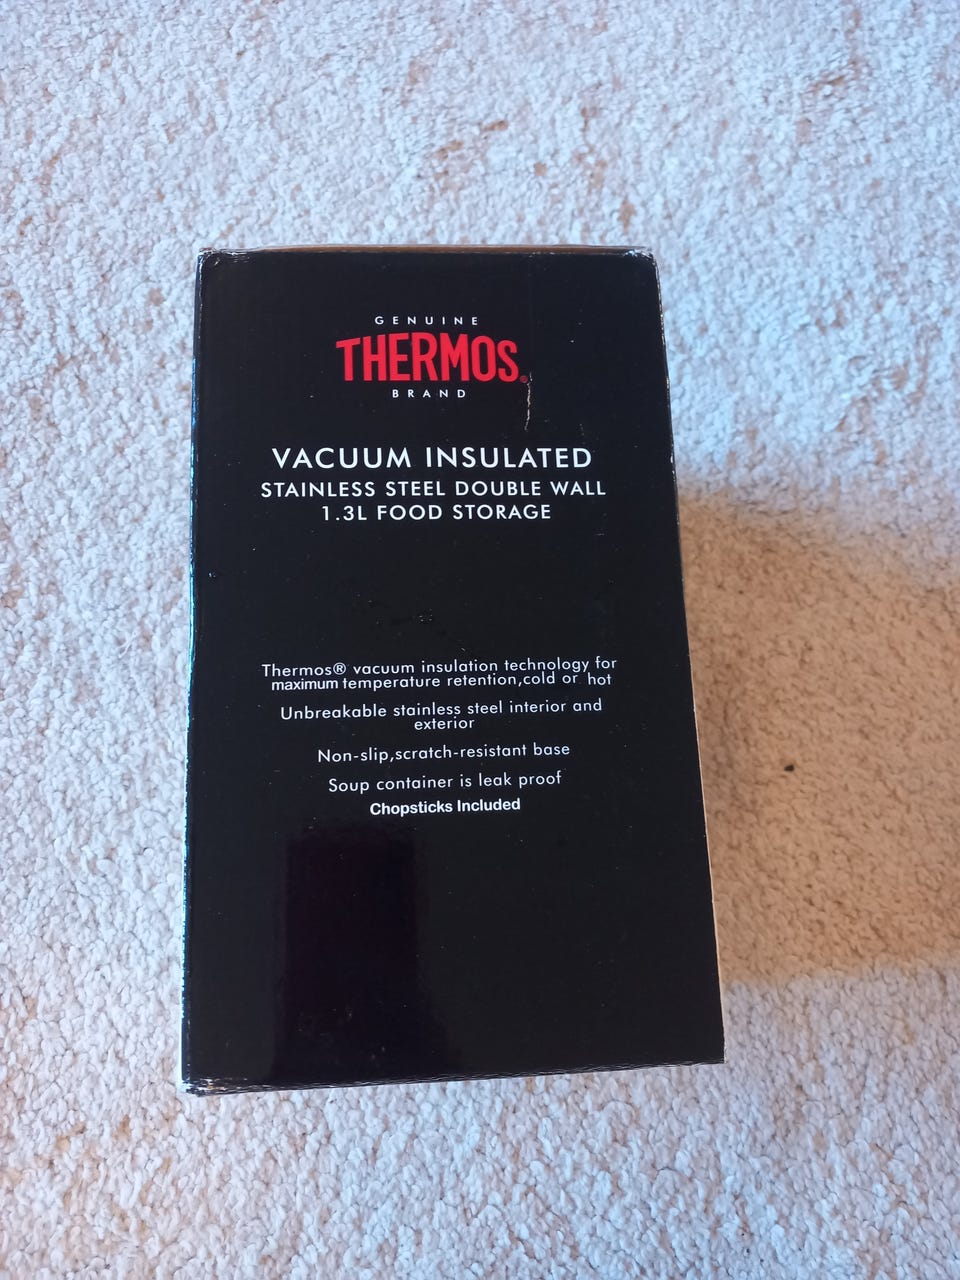 GENUINE
THERMOS®
BRAND
VACUUM INSULATED
STAINLESS STEEL DOUBLE WALL
1.3L FOOD STORAGE
Thermos® vacuum insulation technology for
maximum temperature retention,cold or hot
Unbreakable stainless steel interior and
exterior
Non-slip,scratch-resistant base
Soup container is leak proof
Chopsticks Included